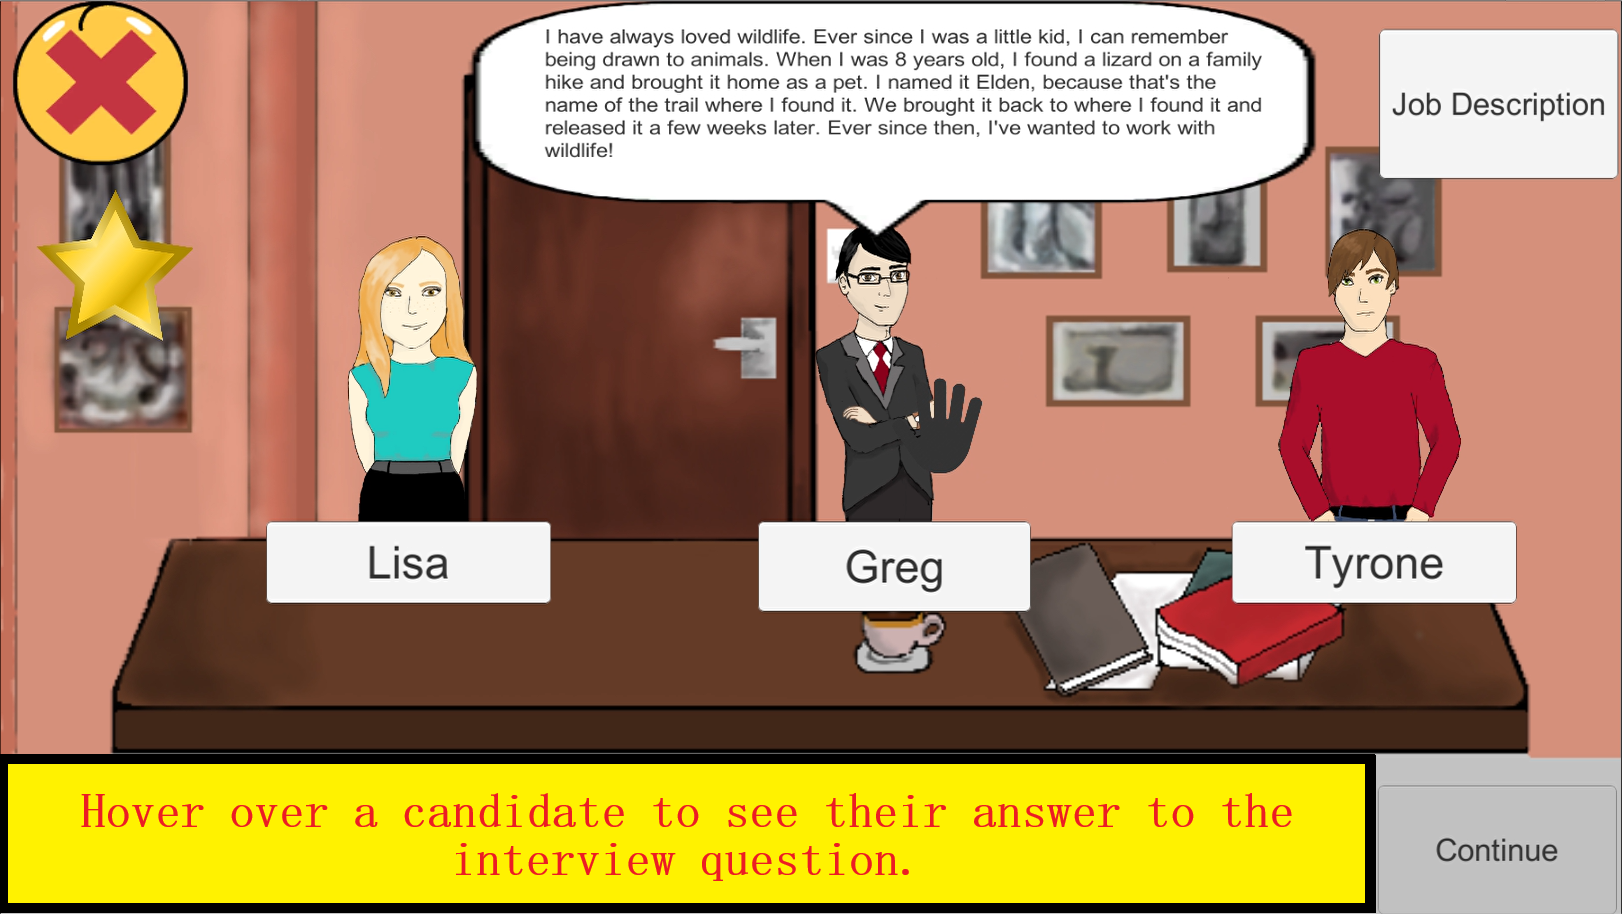 I have always loved wildlife. Ever since I was a little kid, I can remember
being drawn to animals. When I was 8 years old, I found a lizard on a family
hike and brought it home as a pet. I named it Elden, because that's the
name of the trail where I found it. We brought it back to where I found it and
released it a few weeks later. Ever since then, I've wanted to work with
wildlife!
Job Description
Lisa
Greg
Tyrone
Hover over a candidate to see their answer to the
interview question.
Continue